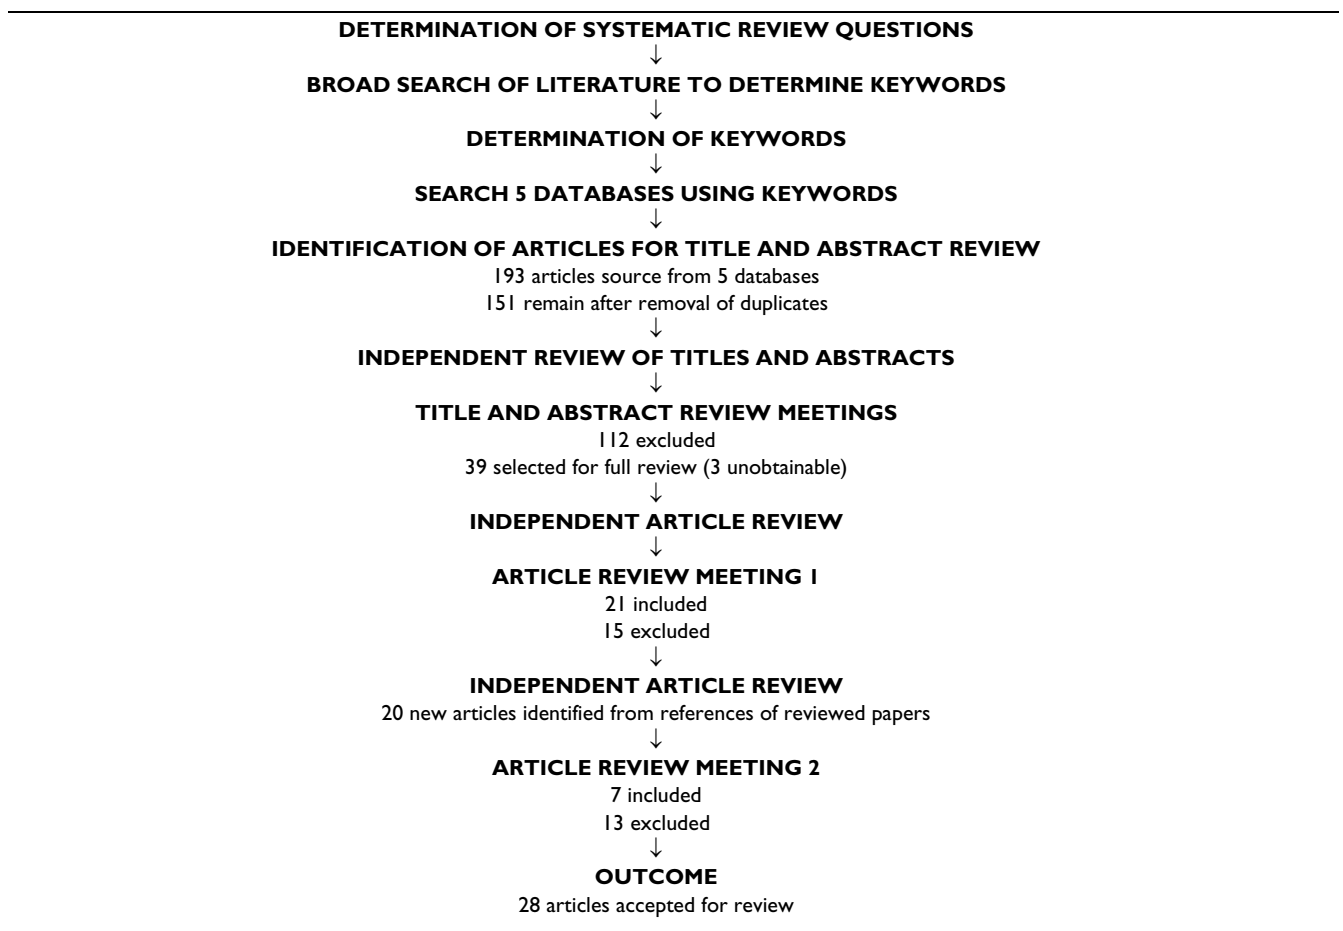 DETERMINATION OF SYSTEMATIC REVIEW QUESTIONS
↓
BROAD SEARCH OF LITERATURE TO DETERMINE KEYWORDS
↓
DETERMINATION OF KEYWORDS
↓
SEARCH 5 DATABASES USING KEYWORDS
↓
IDENTIFICATION OF ARTICLES FOR TITLE AND ABSTRACT REVIEW
193 articles source from 5 databases
151 remain after removal of duplicates
↓
INDEPENDENT REVIEW OF TITLES AND ABSTRACTS
↓
TITLE AND ABSTRACT REVIEW MEETINGS
112 excluded
39 selected for full review (3 unobtainable)
↓
INDEPENDENT ARTICLE REVIEW
↓
ARTICLE REVIEW MEETING 1
21 included
15 excluded
↓
INDEPENDENT ARTICLE REVIEW
20 new articles identified from references of reviewed papers
↓
ARTICLE REVIEW MEETING 2
7 included
13 excluded
↓
OUTCOME
28 articles accepted for review